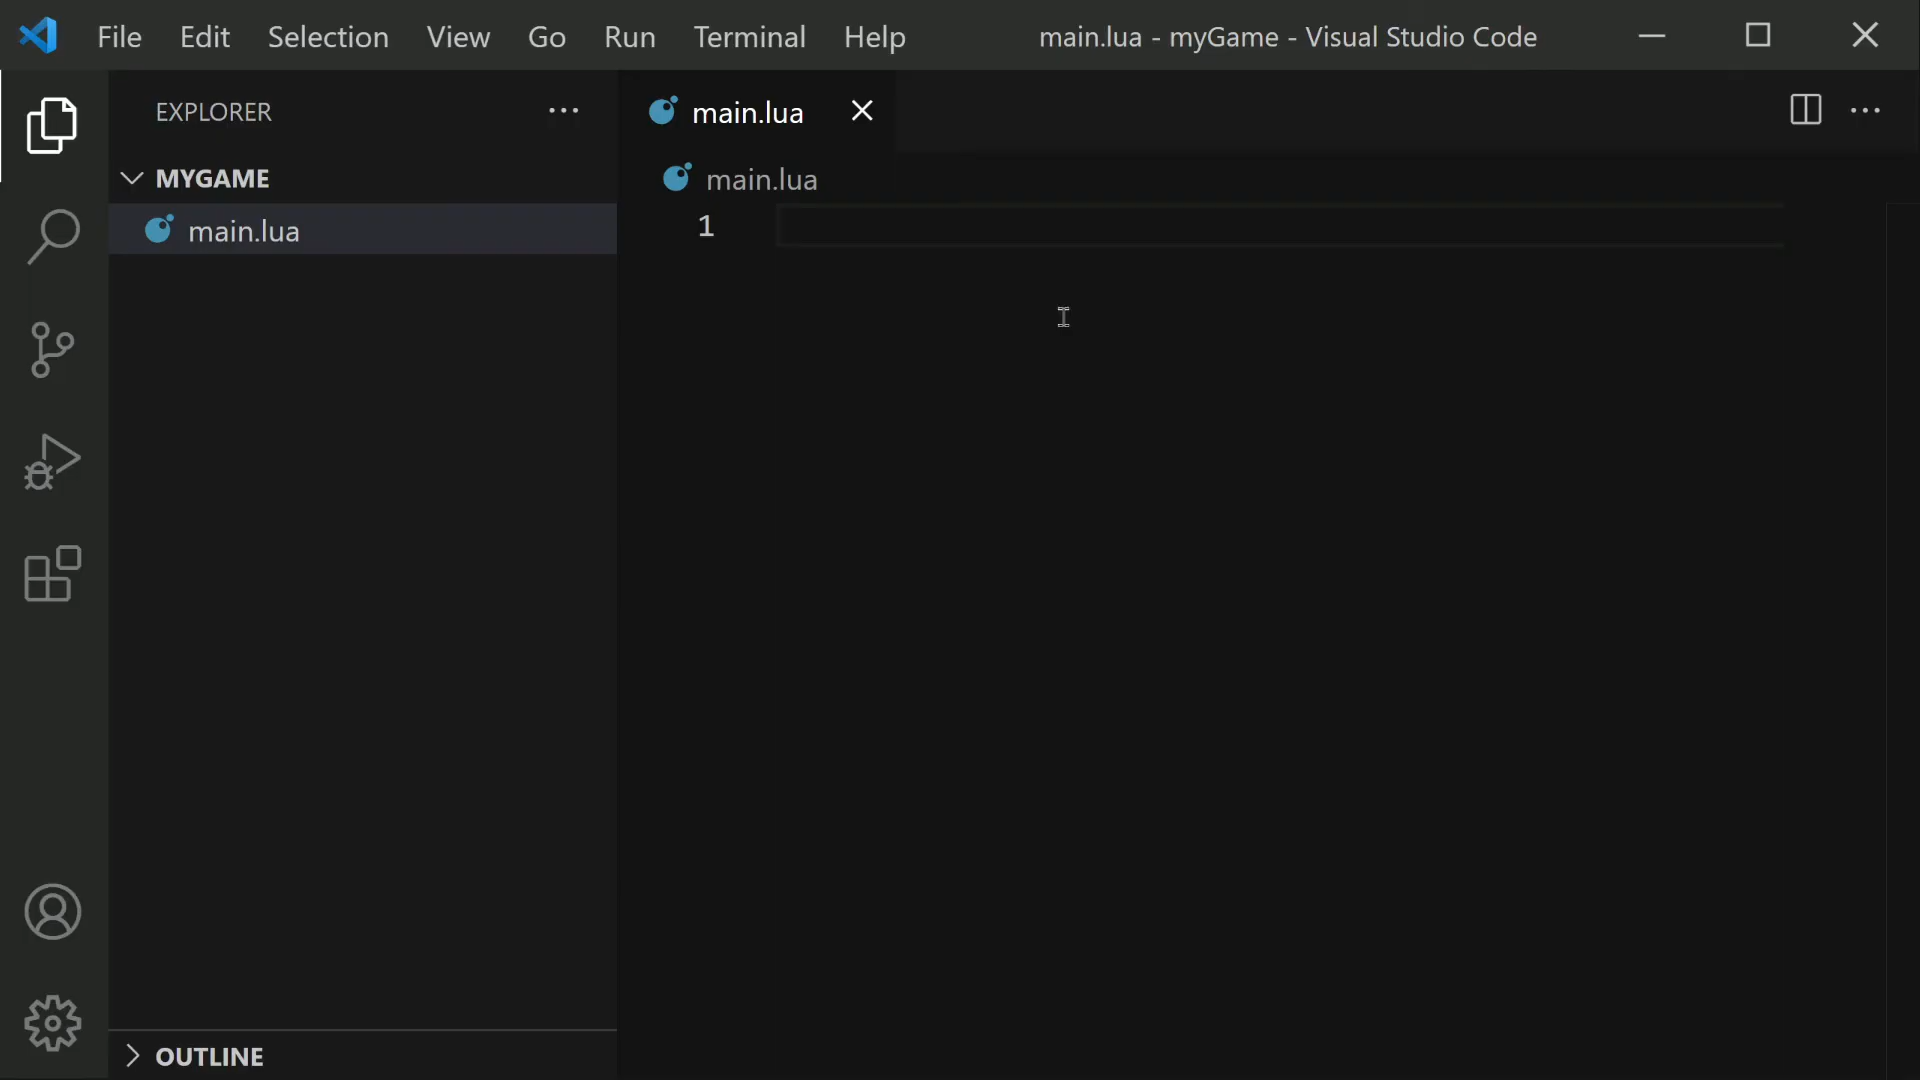 File Edit Selection View Go Run Terminal Help main.lua - myGame - Visual Studio Code
EXPLORER
MYGAME
main.lua
OUTLINE
main.lua
main.lua
1